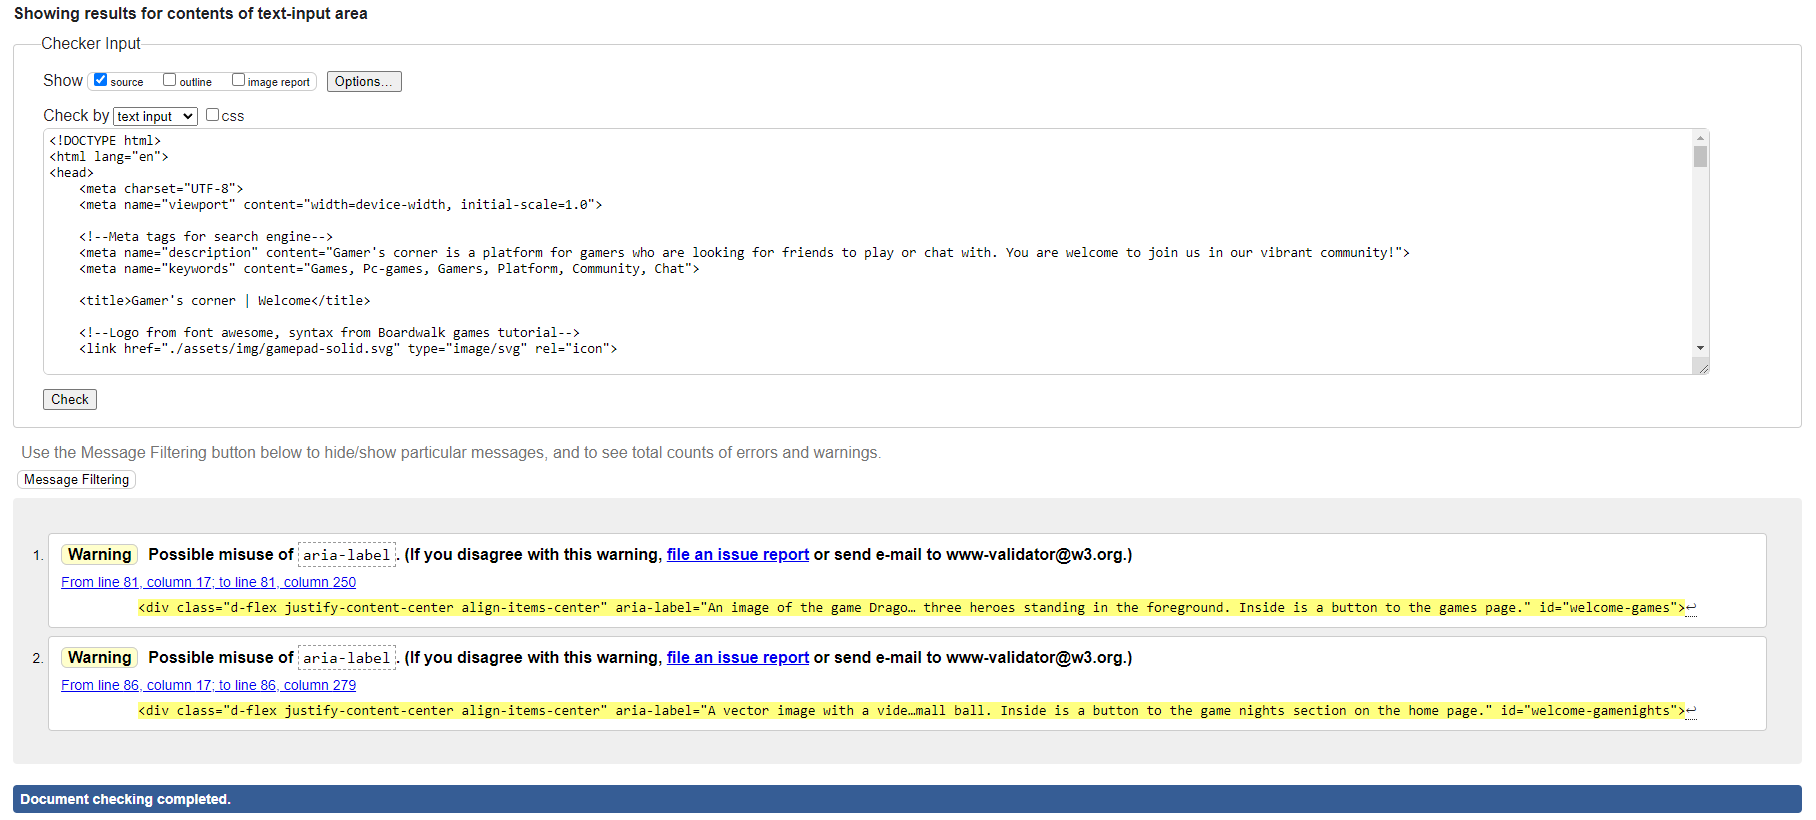 Showing results for contents of text-input area
Checker Input
Show source outline image report Options...
Check by text input css
<!DOCTYPE html>
<html lang="en">
<head>
    <meta charset="UTF-8">
    <meta name="viewport" content="width=device-width, initial-scale=1.0">
    <!--Meta tags for search engine-->
    <meta name="description" content="Gamer's corner is a platform for gamers who are looking for friends to play or chat with. You are welcome to join us in our vibrant community!">
    <meta name="keywords" content="Games, Pc-games, Gamers, Platform, Community, Chat">
    <title>Gamer's corner | Welcome</title>
    <!--Logo from font awesome, syntax from Boardwalk games tutorial-->
    <link href="./assets/img/gamepad-solid.svg" type="image/svg" rel="icon">
Check
Use the Message Filtering button below to hide/show particular messages, and to see total counts of errors and warnings.
Message Filtering
1. Warning Possible misuse of aria-label. (If you disagree with this warning, file an issue report or send e-mail to www-validator@w3.org.)
From line 81, column 17; to line 81, column 250
<div class="d-flex justify-content-center align-items-center" aria-label="An image of the game Drago… three heroes standing in the foreground. Inside is a button to the games page." id="welcome-games">↩
2. Warning Possible misuse of aria-label. (If you disagree with this warning, file an issue report or send e-mail to www-validator@w3.org.)
From line 86, column 17; to line 86, column 279
<div class="d-flex justify-content-center align-items-center" aria-label="A vector image with a vide…mall ball. Inside is a button to the game nights section on the home page." id="welcome-gamenights">↩
Document checking completed.